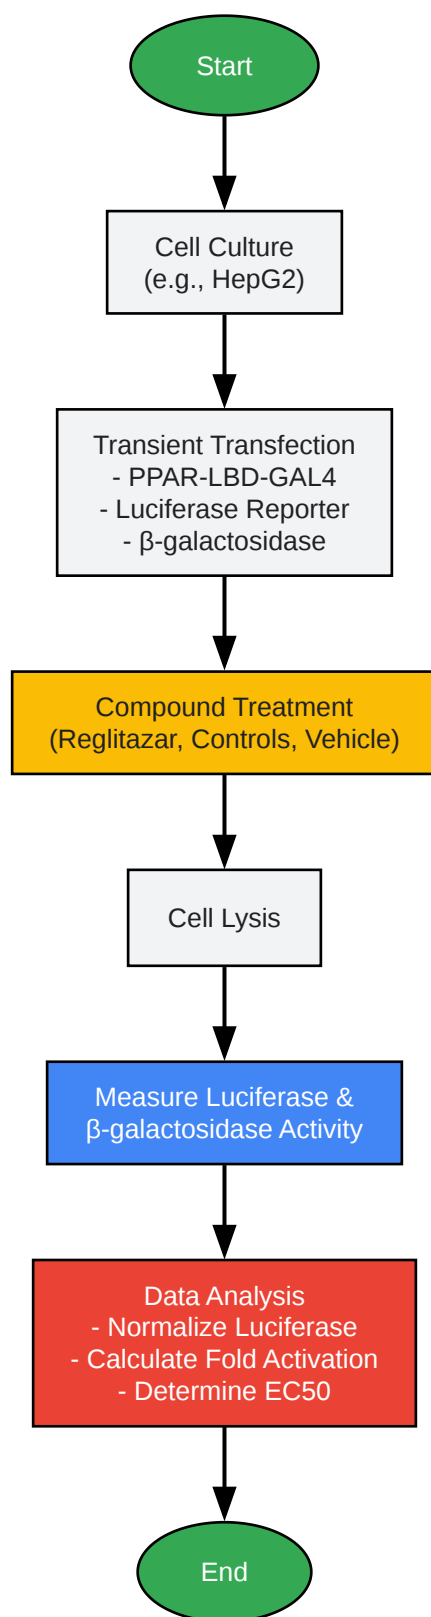 Start
Cell Culture
(e.g., HepG2)
Transient Transfection
- PPAR-LBD-GAL4
- Luciferase Reporter
- β-galactosidase
Compound Treatment
(Reglitazar, Controls, Vehicle)
Cell Lysis
Measure Luciferase &
β-galactosidase Activity
Data Analysis
- Normalize Luciferase
- Calculate Fold Activation
- Determine EC50
End